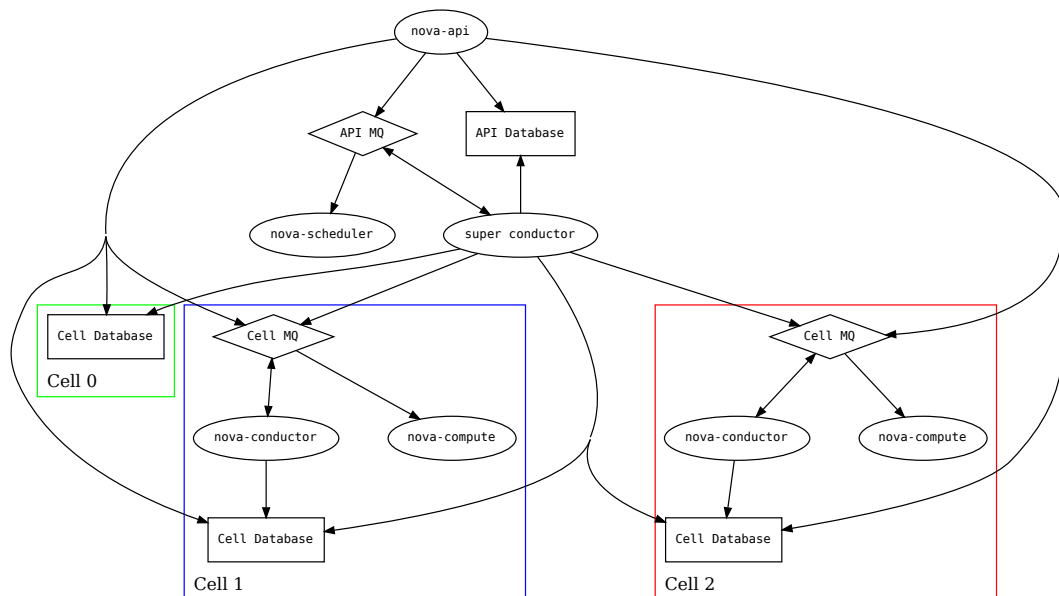 nova-api
API MQ
API Database
nova-scheduler
super conductor
Cell Database
Cell 0
Cell MQ
nova-conductor
nova-compute
Cell Database
Cell 1
Cell MQ
nova-conductor
nova-compute
Cell Database
Cell 2